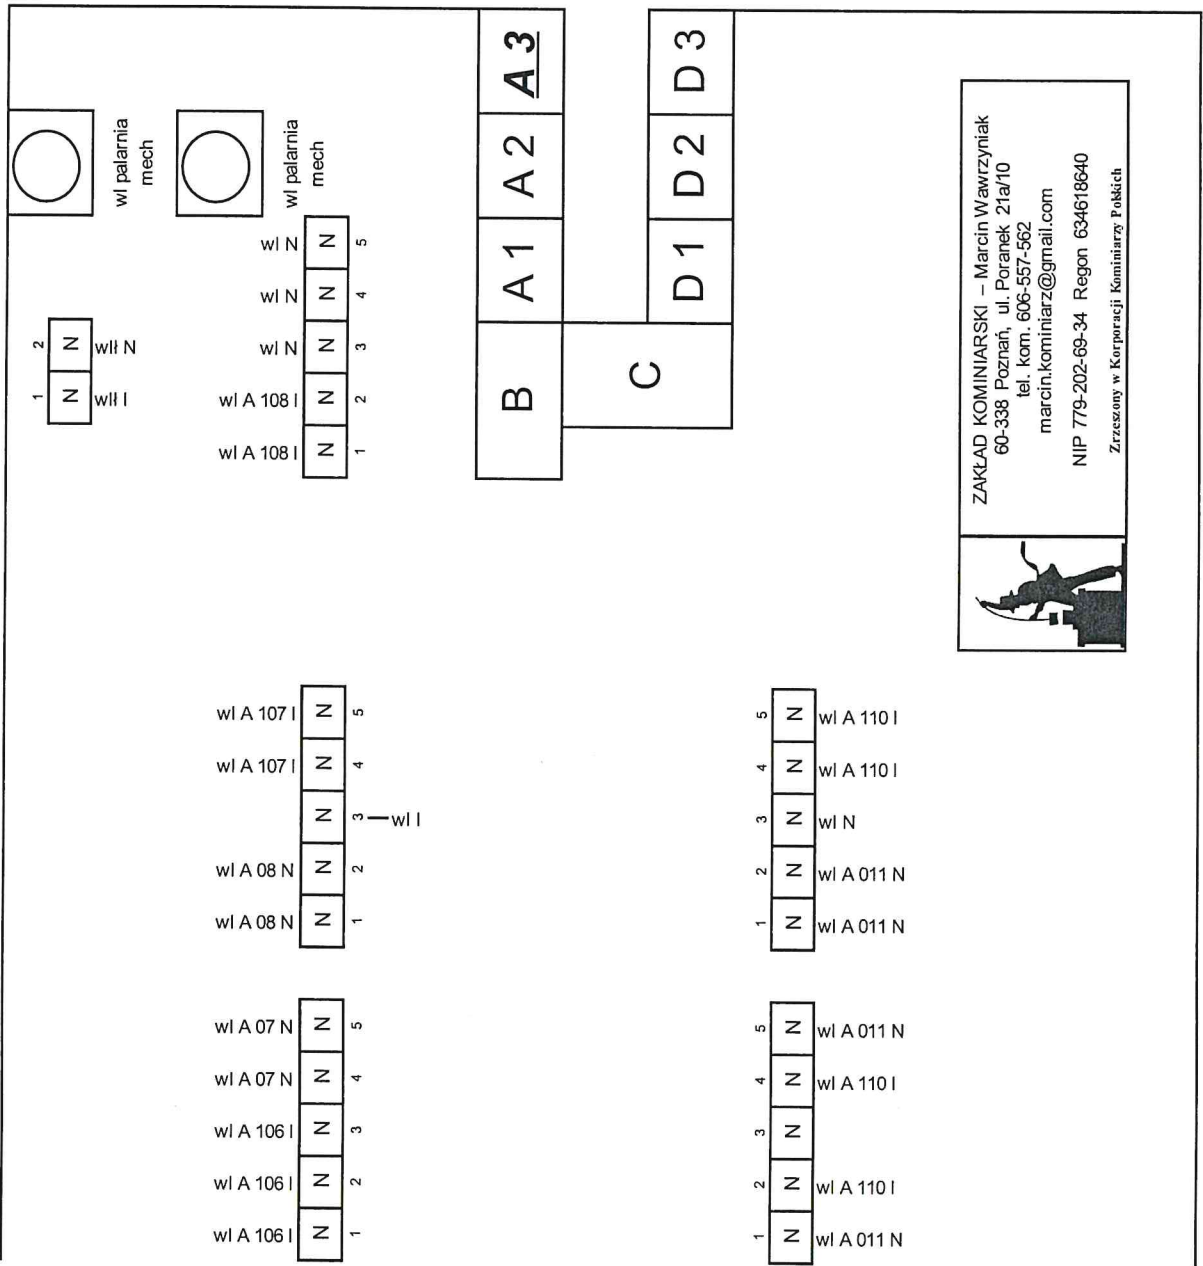 wl palarnia
mech
wl palarnia
mech
1 2
N N
wlł I
wlł N
wl A 108 I
wl A 108 I
wl N
wl N
wl N
N N N N N
1 2 3 4 5
B A 1 A 2 A 3
C
D 1 D 2 D 3
ZAKŁAD KOMINIARSKI – Marcin Wawrzyniak
60-338 Poznań, ul. Poranek 21a/10
tel. kom. 606-557-562
marcin.kominiarz@gmail.com
NIP 779-202-69-34 Regon 634618640
Zrzeszony w Korporacji Kominiarzy Polskich
wl A 107 I
wl A 107 I
wl A 08 N
wl A 08 N
N N N N N
1 2 3 4 5
wl I
1 2 3 4 5
N N N N N
wl A 110 I
wl A 110 I
wl N
wl A 011 N
wl A 011 N
wl A 07 N
wl A 07 N
wl A 106 I
wl A 106 I
wl A 106 I
N N N N N
1 2 3 4 5
1 2 3 4 5
N N N N N
wl A 011 N
wl A 110 I
wl A 110 I
wl A 011 N